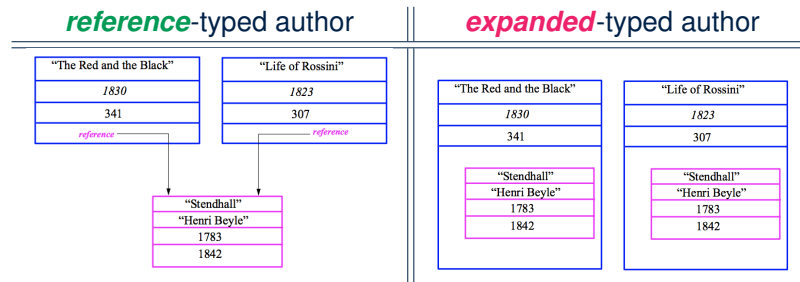 reference-typed author
"The Red and the Black"
1830
341
reference
"Life of Rossini"
1823
307
reference
"Stendhall"
"Henri Beyle"
1783
1842
expanded-typed author
"The Red and the Black"
1830
341
"Stendhall"
"Henri Beyle"
1783
1842
"Life of Rossini"
1823
307
"Stendhall"
"Henri Beyle"
1783
1842